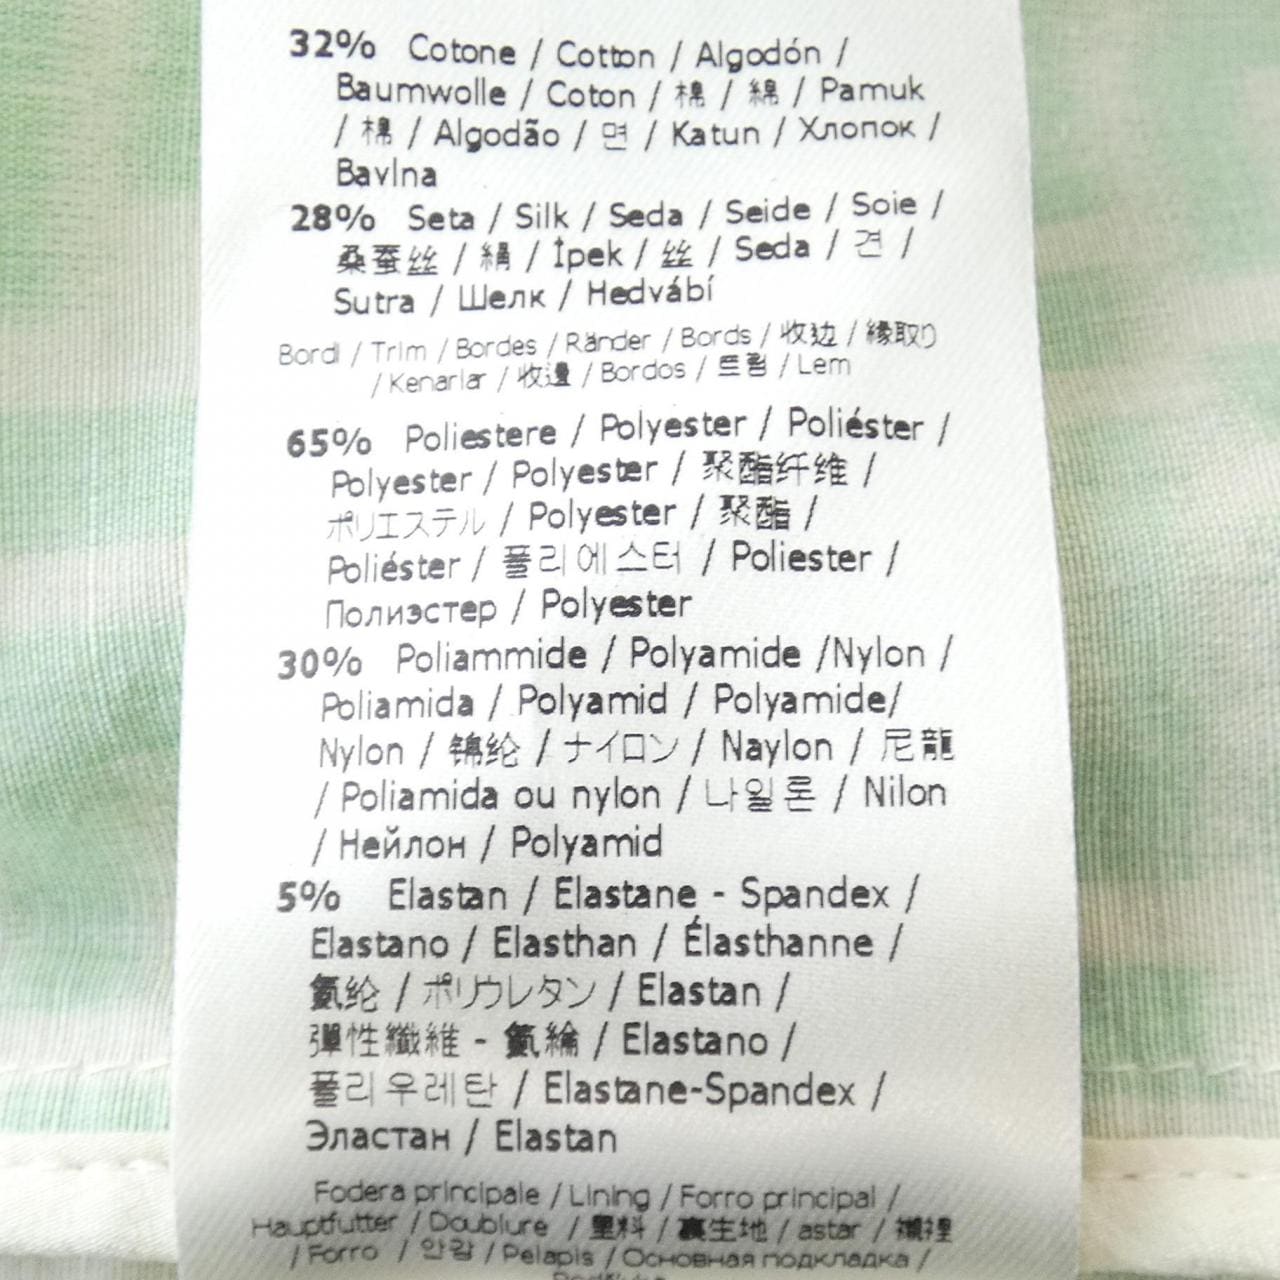 32% Cotone / Cotton / Algodón /
Baumwolle / Coton / 棉 / 綿 / Pamuk
/ 棉 / Algodão / 면 / Katun / Хлопок /
Bavlna
28% Seta / Silk / Seda / Seide / Soie /
桑蚕丝 / 絹 / İpek / 丝 / Seda / 견 /
Sutra / Шелк / Hedvábí
Bordi / Trim / Bordes / Ränder / Bords / 收边 / 縁取り
/ Kenarlar / 收邊 / Bordos / 트림 / Lem
65% Poliestere / Polyester / Poliéster /
Polyester / Polyester / 聚酯纤维 /
ポリエステル / Polyester / 聚酯 /
Poliéster / 폴리에스터 / Poliester /
Полиэстер / Polyester
30% Poliammide / Polyamide /Nylon /
Poliamida / Polyamid / Polyamide/
Nylon / 锦纶 / ナイロン / Naylon / 尼龍
/ Poliamida ou nylon / 나일론 / Nilon
/ Нейлон / Polyamid
5% Elastan / Elastane - Spandex /
Elastano / Elasthan / Élasthanne /
氨纶 / ポリウレタン / Elastan /
彈性纖維 - 氨綸 / Elastano /
폴리우레탄 / Elastane-Spandex /
Эластан / Elastan
Fodera principale / Lining / Forro principal /
Hauptfutter / Doublure / 里料 / 裏生地 / astar / 襯裡
/ Forro / 안감 / Pelapis / Основная подкладка /